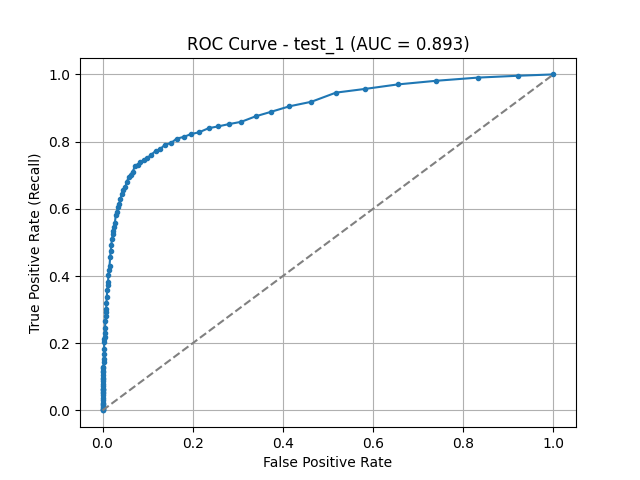 ROC Curve - test_1 (AUC = 0.893)
True Positive Rate (Recall)
1.0
0.8
0.6
0.4
0.2
0.0
0.0 0.2 0.4 0.6 0.8 1.0
False Positive Rate